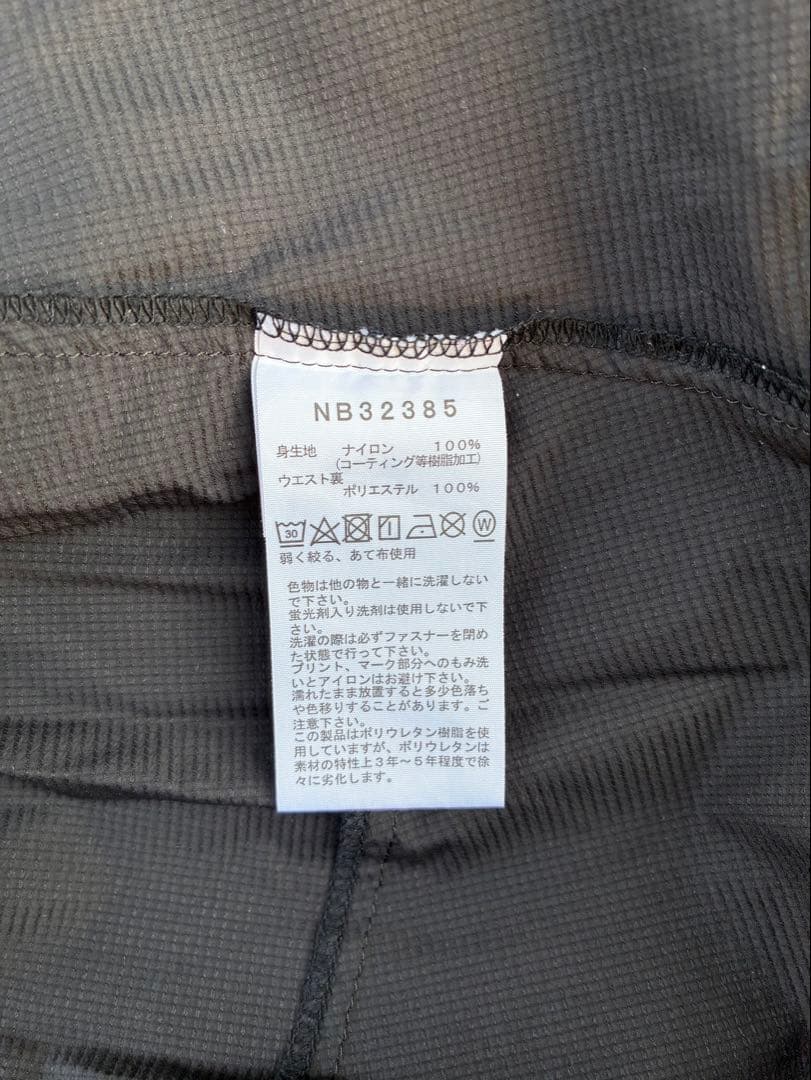 NB32385
身生地 ナイロン 100%
(コーティング等樹脂加工)
ウエスト裏
ポリエステル 100%
30 W
弱く絞る、あて布使用
色物は他の物と一緒に洗濯しない
で下さい。
蛍光剤入り洗剤は使用しないで下
さい。
洗濯の際は必ずファスナーを閉め
た状態で行って下さい。
プリント、マーク部分へのもみ洗
いとアイロンはお避け下さい。
濡れたまま放置すると多少色落ち
や色移りすることがあります。ご
注意下さい。
この製品はポリウレタン樹脂を使
用していますが、ポリウレタンは
素材の特性上3年～5年程度で徐
々に劣化します。